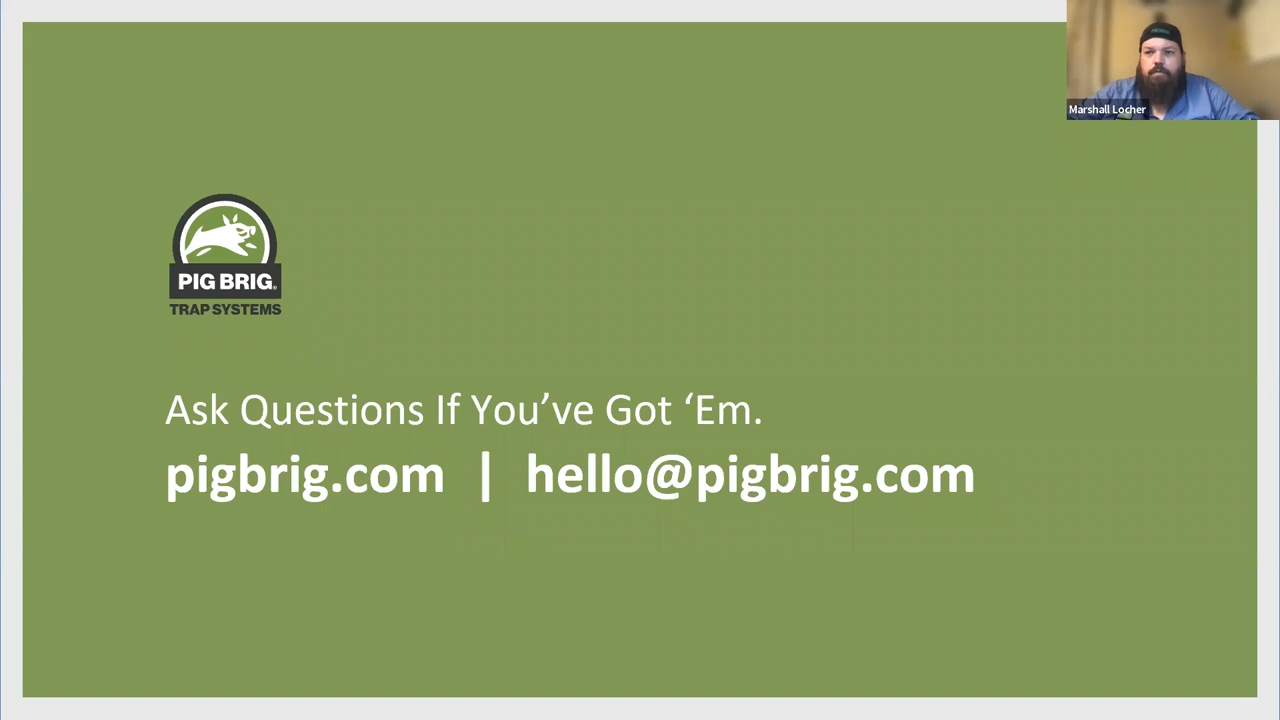 Marshall Locher
PIG BRIG®
TRAP SYSTEMS
Ask Questions If You’ve Got ‘Em.
pigbrig.com | hello@pigbrig.com